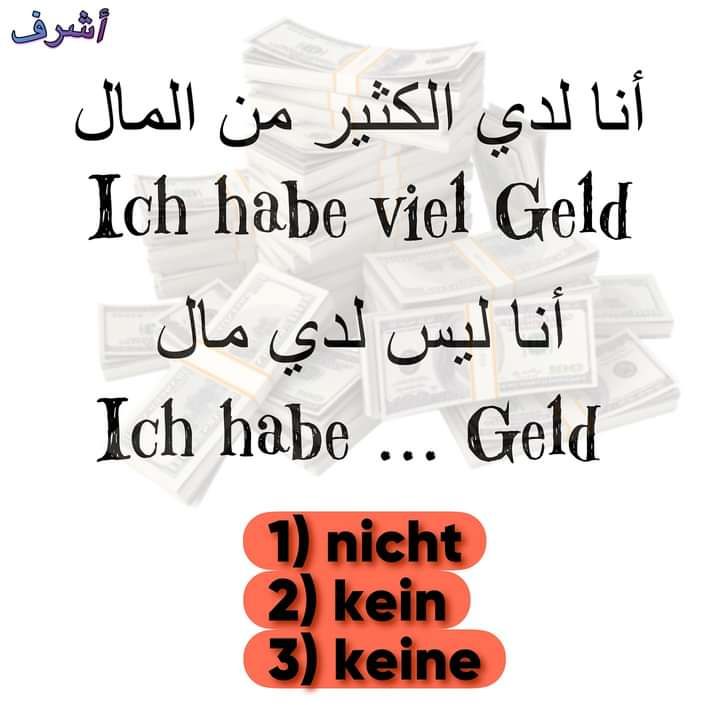 أشرف
أنا لدي الكثير من المال
Ich habe viel Geld
أنا ليس لدي مال
Ich habe ... Geld
1) nicht
2) kein
3) keine